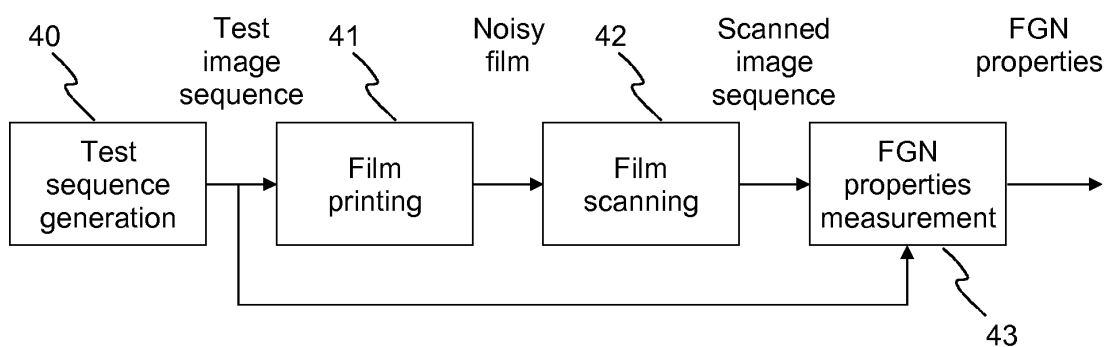 40
Test
image
sequence
41
Noisy
film
42
Scanned
image
sequence
FGN
properties
Test
sequence
generation
Film
printing
Film
scanning
FGN
properties
measurement
43